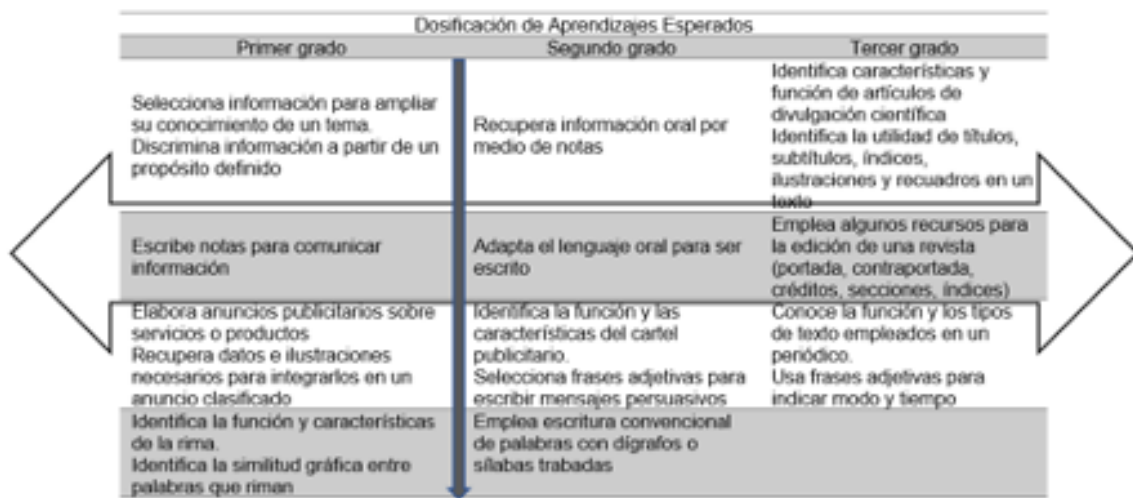 Dosificación de Aprendizajes Esperados
Primer grado
Segundo grado
Tercer grado
Selecciona información para ampliar
su conocimiento de un tema.
Discrimina información a partir de un
propósito definido
Recupera información oral por
medio de notas
Identifica características y
función de artículos de
divulgación científica
Identifica la utilidad de títulos,
subtítulos, índices,
ilustraciones y recuadros en un
texto
Escribe notas para comunicar
información
Adapta el lenguaje oral para ser
escrito
Emplea algunos recursos para
la edición de una revista
(portada, contraportada,
créditos, secciones, índices)
Elabora anuncios publicitarios sobre
servicios o productos
Recupera datos e ilustraciones
necesarios para integrarlos en un
anuncio clasificado
Identifica la función y las
características del cartel
publicitario.
Selecciona frases adjetivas para
escribir mensajes persuasivos
Conoce la función y los tipos
de texto empleados en un
periódico.
Usa frases adjetivas para
indicar modo y tiempo
Identifica la función y características
de la rima.
Identifica la similitud gráfica entre
palabras que riman
Emplea escritura convencional
de palabras con dígrafos o
sílabas trabadas